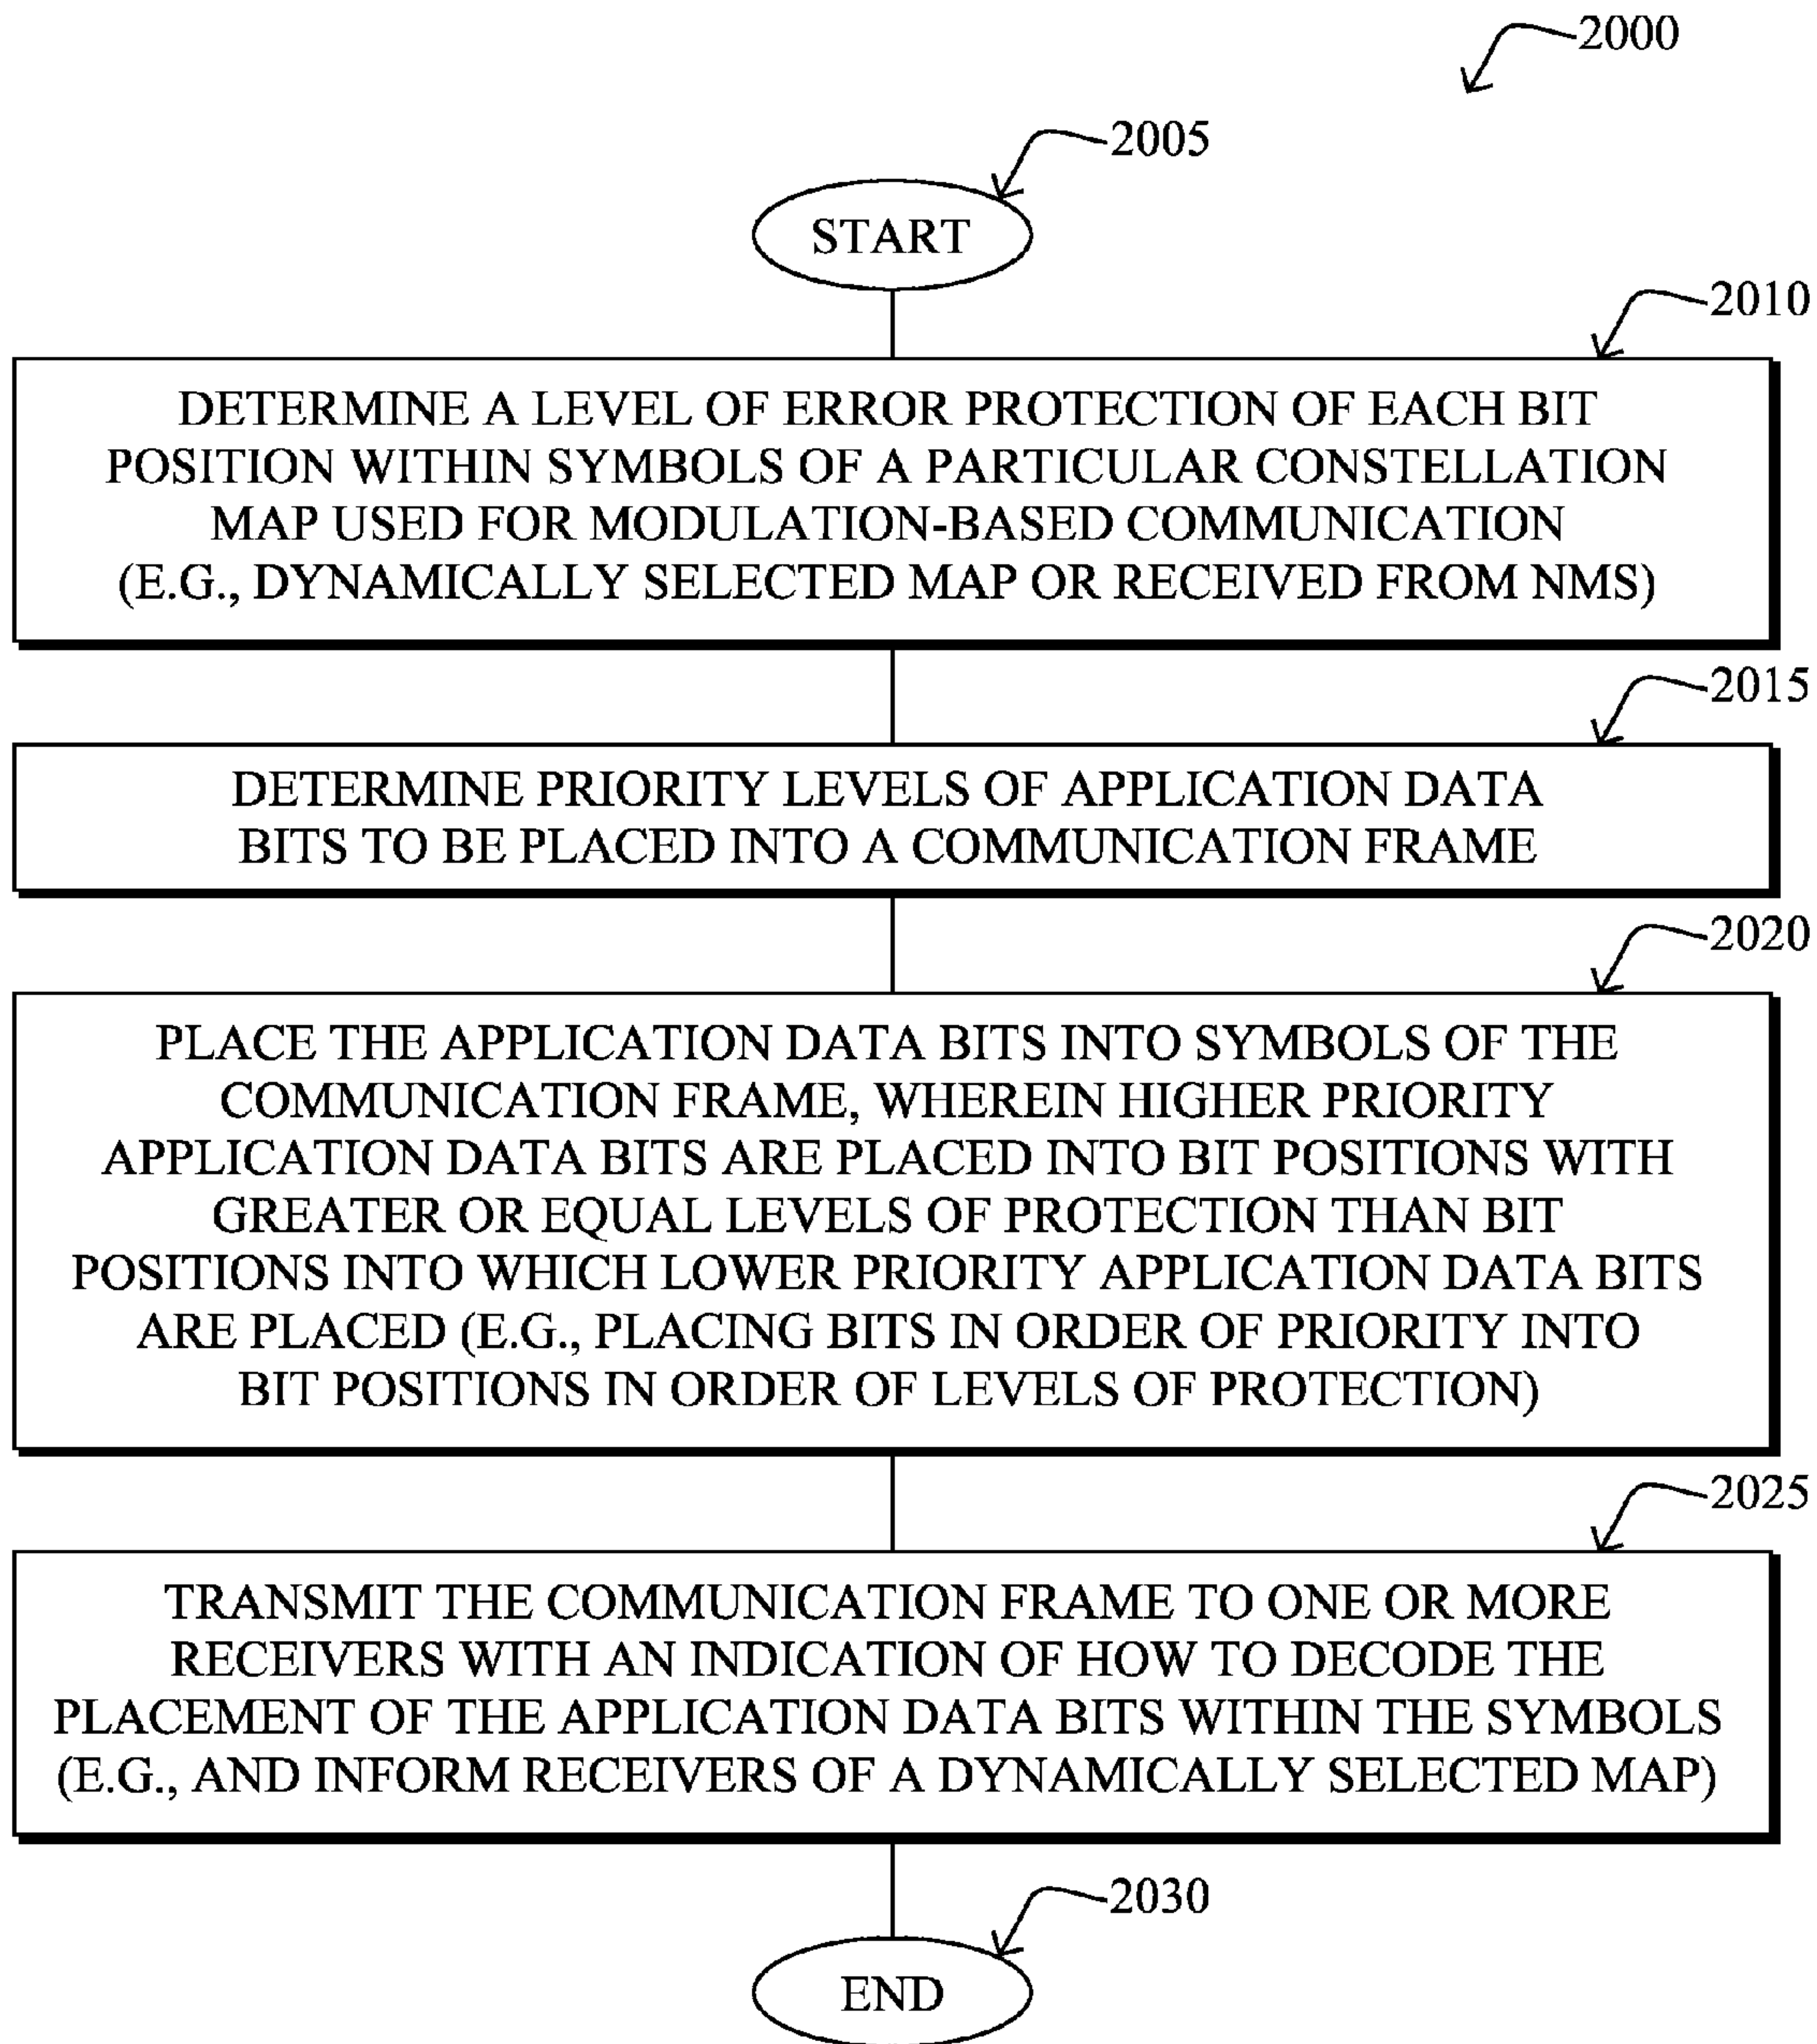 2000
2005
START
2010
DETERMINE A LEVEL OF ERROR PROTECTION OF EACH BIT
POSITION WITHIN SYMBOLS OF A PARTICULAR CONSTELLATION
MAP USED FOR MODULATION-BASED COMMUNICATION
(E.G., DYNAMICALLY SELECTED MAP OR RECEIVED FROM NMS)
2015
DETERMINE PRIORITY LEVELS OF APPLICATION DATA
BITS TO BE PLACED INTO A COMMUNICATION FRAME
2020
PLACE THE APPLICATION DATA BITS INTO SYMBOLS OF THE
COMMUNICATION FRAME, WHEREIN HIGHER PRIORITY
APPLICATION DATA BITS ARE PLACED INTO BIT POSITIONS WITH
GREATER OR EQUAL LEVELS OF PROTECTION THAN BIT
POSITIONS INTO WHICH LOWER PRIORITY APPLICATION DATA BITS
ARE PLACED (E.G., PLACING BITS IN ORDER OF PRIORITY INTO
BIT POSITIONS IN ORDER OF LEVELS OF PROTECTION)
2025
TRANSMIT THE COMMUNICATION FRAME TO ONE OR MORE
RECEIVERS WITH AN INDICATION OF HOW TO DECODE THE
PLACEMENT OF THE APPLICATION DATA BITS WITHIN THE SYMBOLS
(E.G., AND INFORM RECEIVERS OF A DYNAMICALLY SELECTED MAP)
2030
END